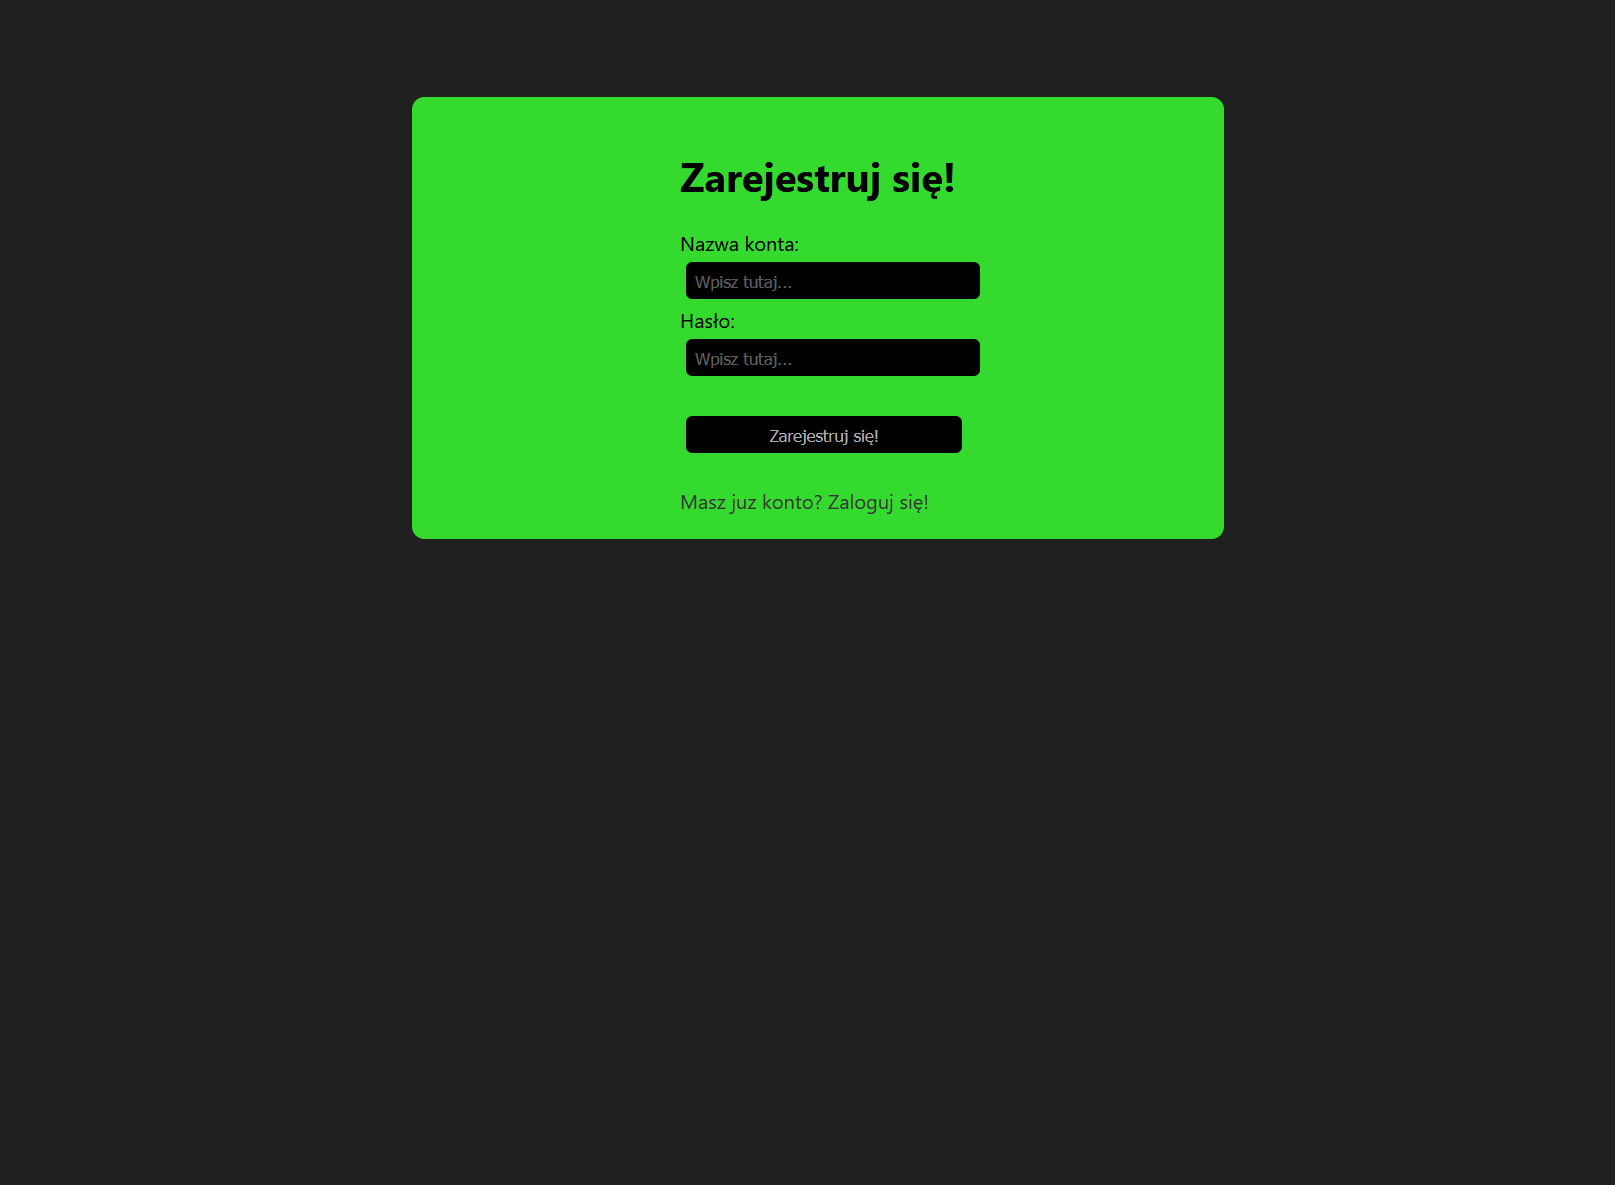 Zarejestruj się!
Nazwa konta:
Wpisz tutaj...
Hasło:
Wpisz tutaj...
Zarejestruj się!
Masz juz konto? Zaloguj się!